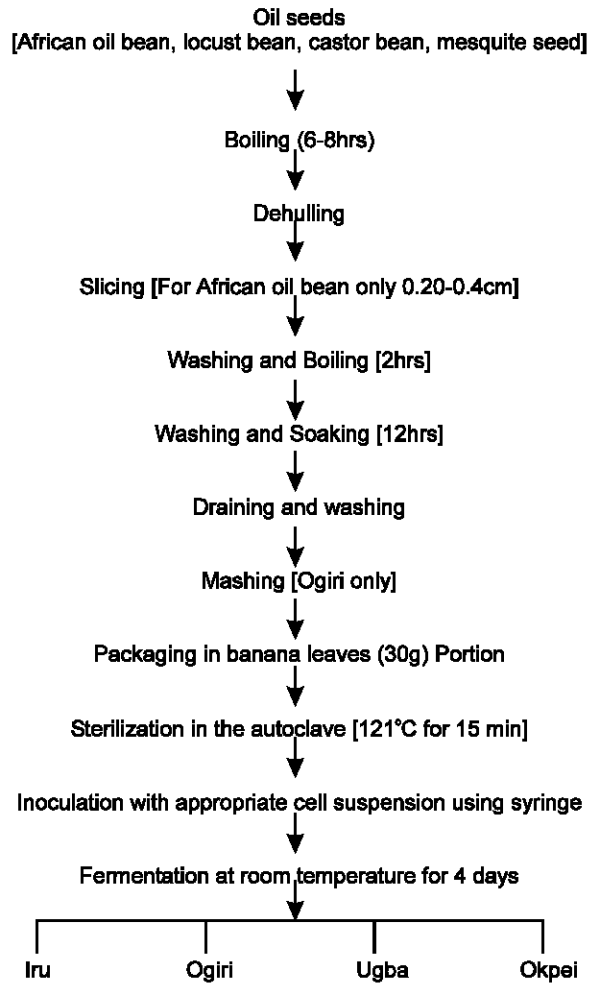 Oil seeds
[African oil bean, locust bean, castor bean, mesquite seed]
Boiling (6-8hrs)
Dehulling
Slicing [For African oil bean only 0.20-0.4cm]
Washing and Boiling [2hrs]
Washing and Soaking [12hrs]
Draining and washing
Mashing [Ogiri only]
Packaging in banana leaves (30g) Portion
Sterilization in the autoclave [121°C for 15 min]
Inoculation with appropriate cell suspension using syringe
Fermentation at room temperature for 4 days
Iru Ogiri Ugba Okpei